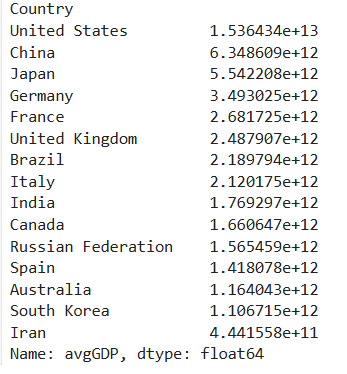 Country
United States         1.536434e+13
China                 6.348609e+12
Japan                 5.542208e+12
Germany               3.493025e+12
France                2.681725e+12
United Kingdom        2.487907e+12
Brazil                2.189794e+12
Italy                 2.120175e+12
India                 1.769297e+12
Canada                1.660647e+12
Russian Federation    1.565459e+12
Spain                 1.418078e+12
Australia             1.164043e+12
South Korea           1.106715e+12
Iran                  4.441558e+11
Name: avgGDP, dtype: float64